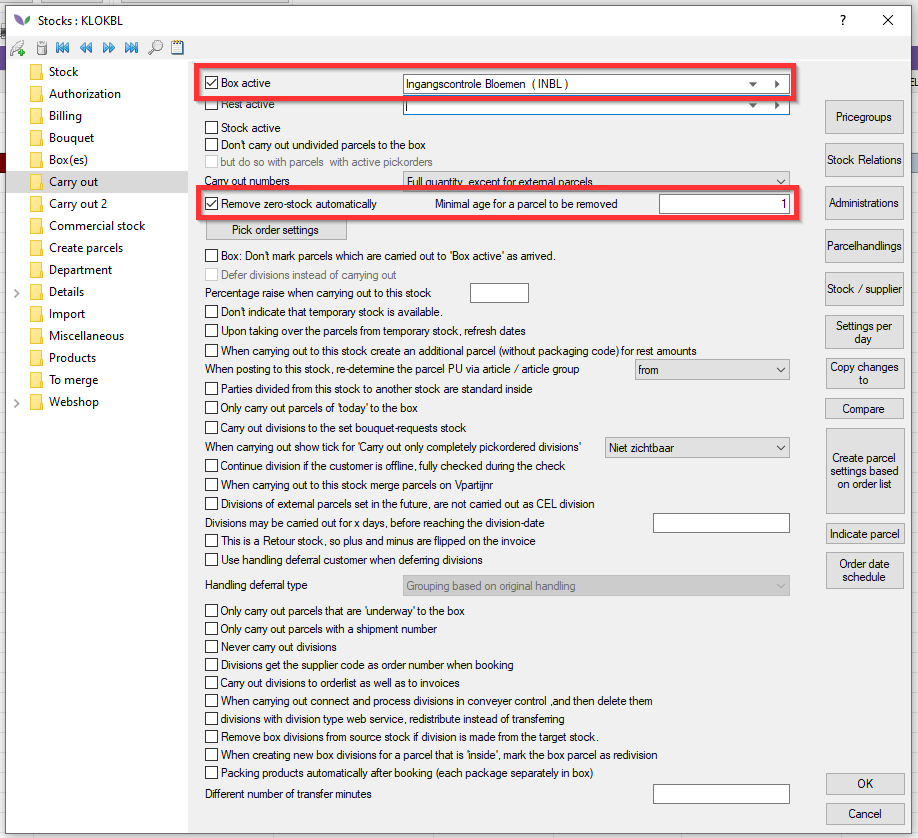 Stocks : KLOKBL
?
Stock
Authorization
Billing
Bouquet
Box(es)
Carry out
Carry out 2
Commercial stock
Create parcels
Department
Details
Import
Miscellaneous
Products
To merge
Webshop
Box active
Ingangscontrole Bloemen ( INBL )
Rest active
Stock active
Don't carry out undivided parcels to the box
but do so with parcels with active pickorders
Carry out numbers
Full quantity, except for external parcels
Remove zero-stock automatically
Minimal age for a parcel to be removed
1
Pick order settings
Box: Don't mark parcels which are carried out to 'Box active' as arrived.
Defer divisions instead of carrying out
Percentage raise when carrying out to this stock
Don't indicate that temporary stock is available.
Upon taking over the parcels from temporary stock, refresh dates
When carrying out to this stock create an additional parcel (without packaging code) for rest amounts
When posting to this stock, re-determine the parcel PU via article / article group
from
Parties divided from this stock to another stock are standard inside
Only carry out parcels of 'today' to the box
Carry out divisions to the set bouquet-requests stock
When carrying out show tick for 'Carry out only completely pickordered divisions'
Niet zichtbaar
Continue division if the customer is offline, fully checked during the check
When carrying out to this stock merge parcels on Vpartijnr
Divisions of external parcels set in the future, are not carried out as CEL division
Divisions may be carried out for x days, before reaching the division-date
This is a Retour stock, so plus and minus are flipped on the invoice
Use handling deferral customer when deferring divisions
Handling deferral type
Grouping based on original handling
Only carry out parcels that are 'underway' to the box
Only carry out parcels with a shipment number
Never carry out divisions
Divisions get the supplier code as order number when booking
Carry out divisions to orderlist as well as to invoices
When carrying out connect and process divisions in conveyer control ,and then delete them
divisions with division type web service, redistribute instead of transferring
Remove box divisions from source stock if division is made from the target stock.
When creating new box divisions for a parcel that is 'inside', mark the box parcel as redivision
Packing products automatically after booking (each package separately in box)
Different number of transfer minutes
Pricegroups
Stock Relations
Administrations
Parcelhandlings
Stock / supplier
Settings per
day
Copy changes
to
Compare
Create parcel
settings based
on order list
Indicate parcel
Order date
schedule
OK
Cancel